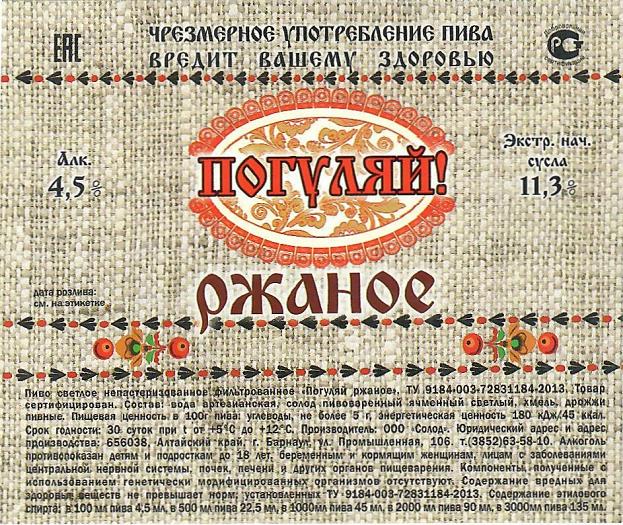 EAC
ЧРЕЗМЕРНОЕ УПОТРЕБЛЕНИЕ ПИВА
ВРЕДИТ ВАШЕМУ ЗДОРОВЬЮ
Добровольная
РСТ
сертификация
Алк.
4,5%
ПОГУЛЯЙ!
Экстр. нач.
сусла
11,3%
ржаное
дата розлива:
см. на этикетке
Пиво светлое непастеризованное фильтрованное «Погуляй ржаное», ТУ 9184-003-72831184-2013. Товар
сертифицирован. Состав: вода артезианская, солод пивоваренный ячменный светлый, хмель, дрожжи
пивные. Пищевая ценность в 100г пива: углеводы, не более 5 г, энергетическая ценность 180 кДж/45 ккал.
Срок годности: 30 суток при t от +5°С до +12°С. Производитель: ООО «Солод». Юридический адрес и адрес
производства: 656038, Алтайский край, г. Барнаул, ул. Промышленная, 106. т.(3852)63-58-10. Алкоголь
противопоказан детям и подросткам до 18 лет, беременным и кормящим женщинам, лицам с заболеваниями
центральной нервной системы, почек, печени и других органов пищеварения. Компоненты, полученные с
использованием генетически модифицированных организмов отсутствуют. Содержание вредных для
здоровья веществ не превышает норм, установленных ТУ 9184-003-72831184-2013. Содержание этилового
спирта: в 100 мл пива 4,5 мл, в 500 мл пива 22,5 мл, в 1000мл пива 45 мл, в 2000 мл пива 90 мл, в 3000мл пива 135 мл.